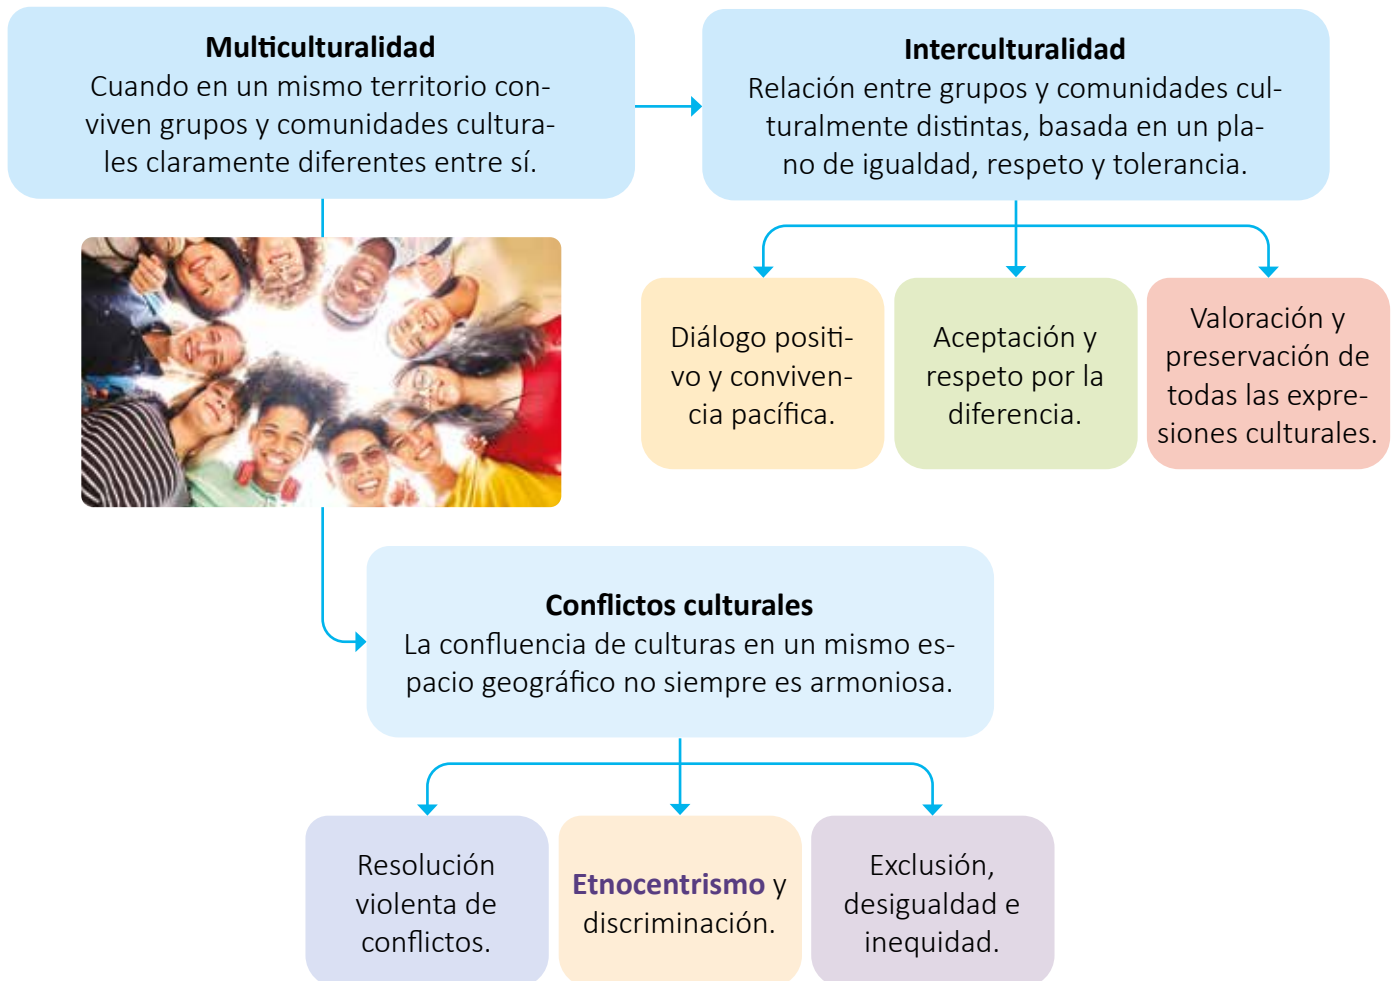 Multiculturalidad
Cuando en un mismo territorio con-
viven grupos y comunidades cultura-
les claramente diferentes entre sí.
Interculturalidad
Relación entre grupos y comunidades cul-
turalmente distintas, basada en un pla-
no de igualdad, respeto y tolerancia.
Diálogo positi-
vo y conviven-
cia pacífica.
Aceptación y
respeto por la
diferencia.
Valoración y
preservación de
todas las expre-
siones culturales.
Conflictos culturales
La confluencia de culturas en un mismo es-
pacio geográfico no siempre es armoniosa.
Resolución
violenta de
conflictos.
Etnocentrismo y
discriminación.
Exclusión,
desigualdad e
inequidad.